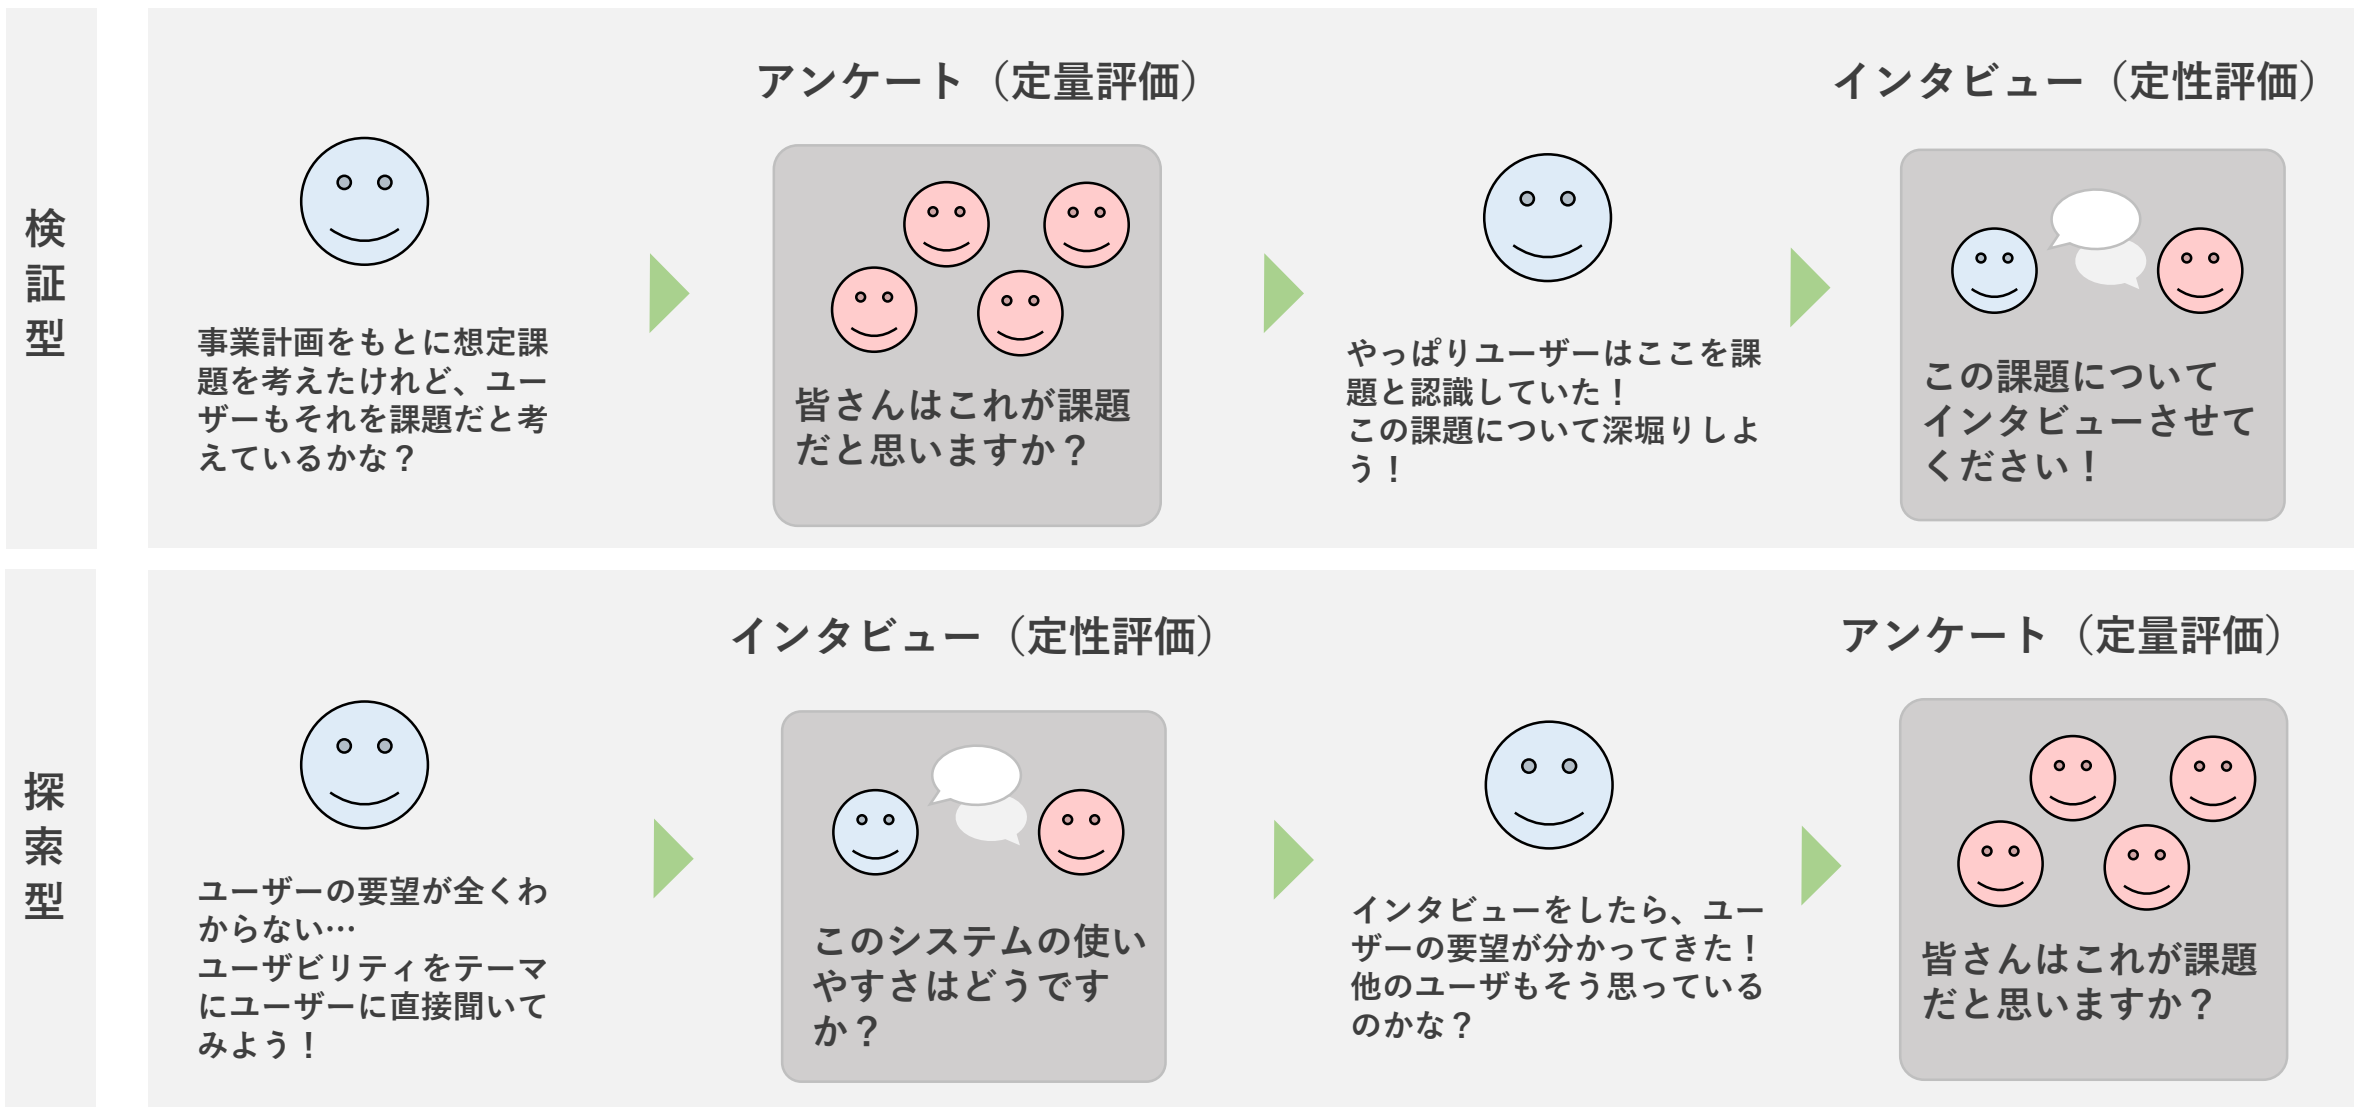 検証型
アンケート（定量評価）
インタビュー（定性評価）
事業計画をもとに想定課
題を考えたけれど、ユー
ザーもそれを課題だと考
えているかな？
皆さんはこれが課題
だと思いますか？
やっぱりユーザーはここを課
題と認識していた！
この課題について深堀りしよ
う！
この課題について
インタビューさせて
ください！
探索型
インタビュー（定性評価）
アンケート（定量評価）
ユーザーの要望が全くわ
からない…
ユーザビリティをテーマ
にユーザーに直接聞いて
みよう！
このシステムの使い
やすさはどうです
か？
インタビューをしたら、ユー
ザーの要望が分かってきた！
他のユーザもそう思っている
のかな？
皆さんはこれが課題
だと思いますか？